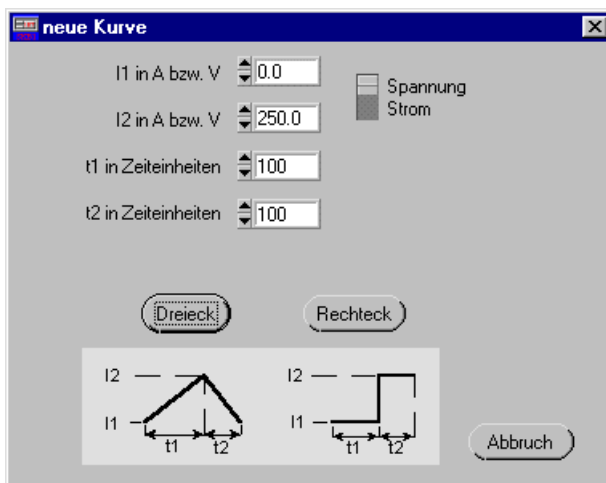 neue Kurve
I1 in A bzw. V 0.0
Spannung
I2 in A bzw. V 250.0
Strom
t1 in Zeiteinheiten 100
t2 in Zeiteinheiten 100
Dreieck Rechteck
I2 I2
I1 I1
t1 t2 t1 t2
Abbruch